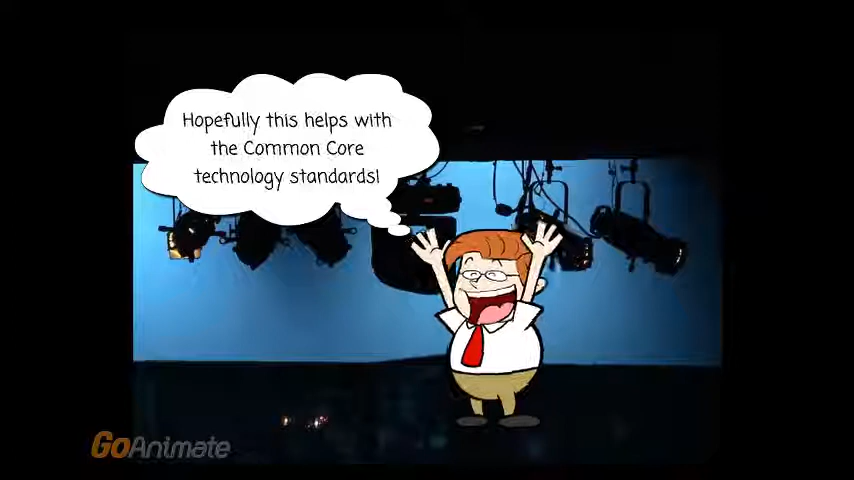 Hopefully this helps with
the Common Core
technology standards!
GoAnimate